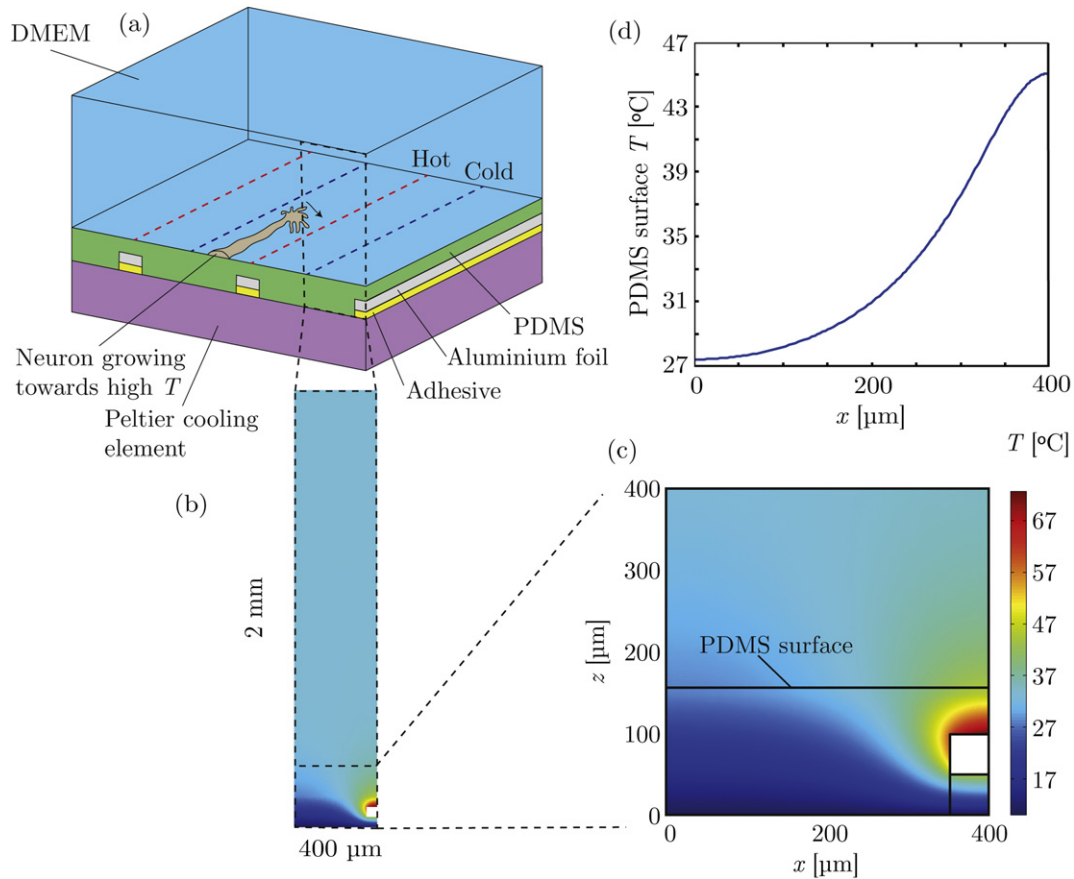 (a)
DMEM
Hot
Cold
PDMS
Aluminium foil
Adhesive
Neuron growing
towards high T
Peltier cooling
element
(b)
2 mm
400 µm
(d)
PDMS surface T [°C]
47
43
39
35
31
27
0
200
400
x [µm]
(c)
T [°C]
400
300
200
100
0
z [µm]
PDMS surface
0
200
400
x [µm]
67
57
47
37
27
17